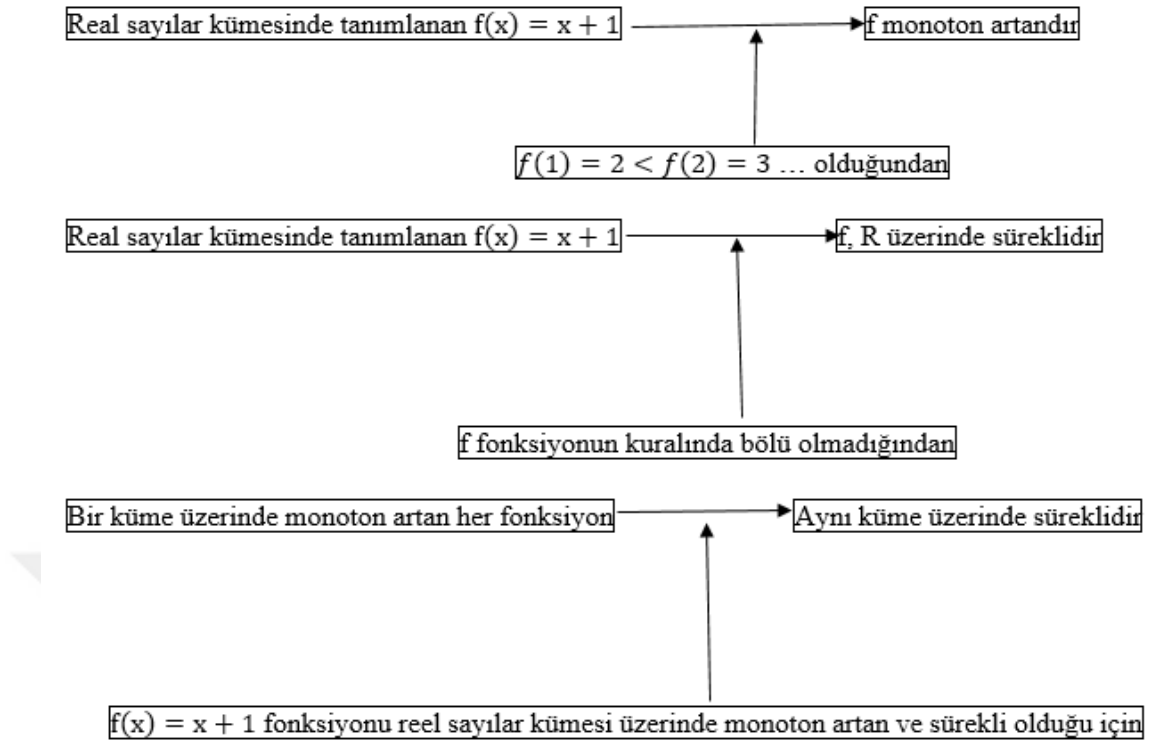 Real sayılar kümesinde tanımlanan f(x) = x + 1
f monoton artandır
f(1) = 2 < f(2) = 3 … olduğundan
Real sayılar kümesinde tanımlanan f(x) = x + 1
f, R üzerinde süreklidir
f fonksiyonun kuralında bölü olmadığından
Bir küme üzerinde monoton artan her fonksiyon
Aynı küme üzerinde süreklidir
f(x) = x + 1 fonksiyonu reel sayılar kümesi üzerinde monoton artan ve sürekli olduğu için